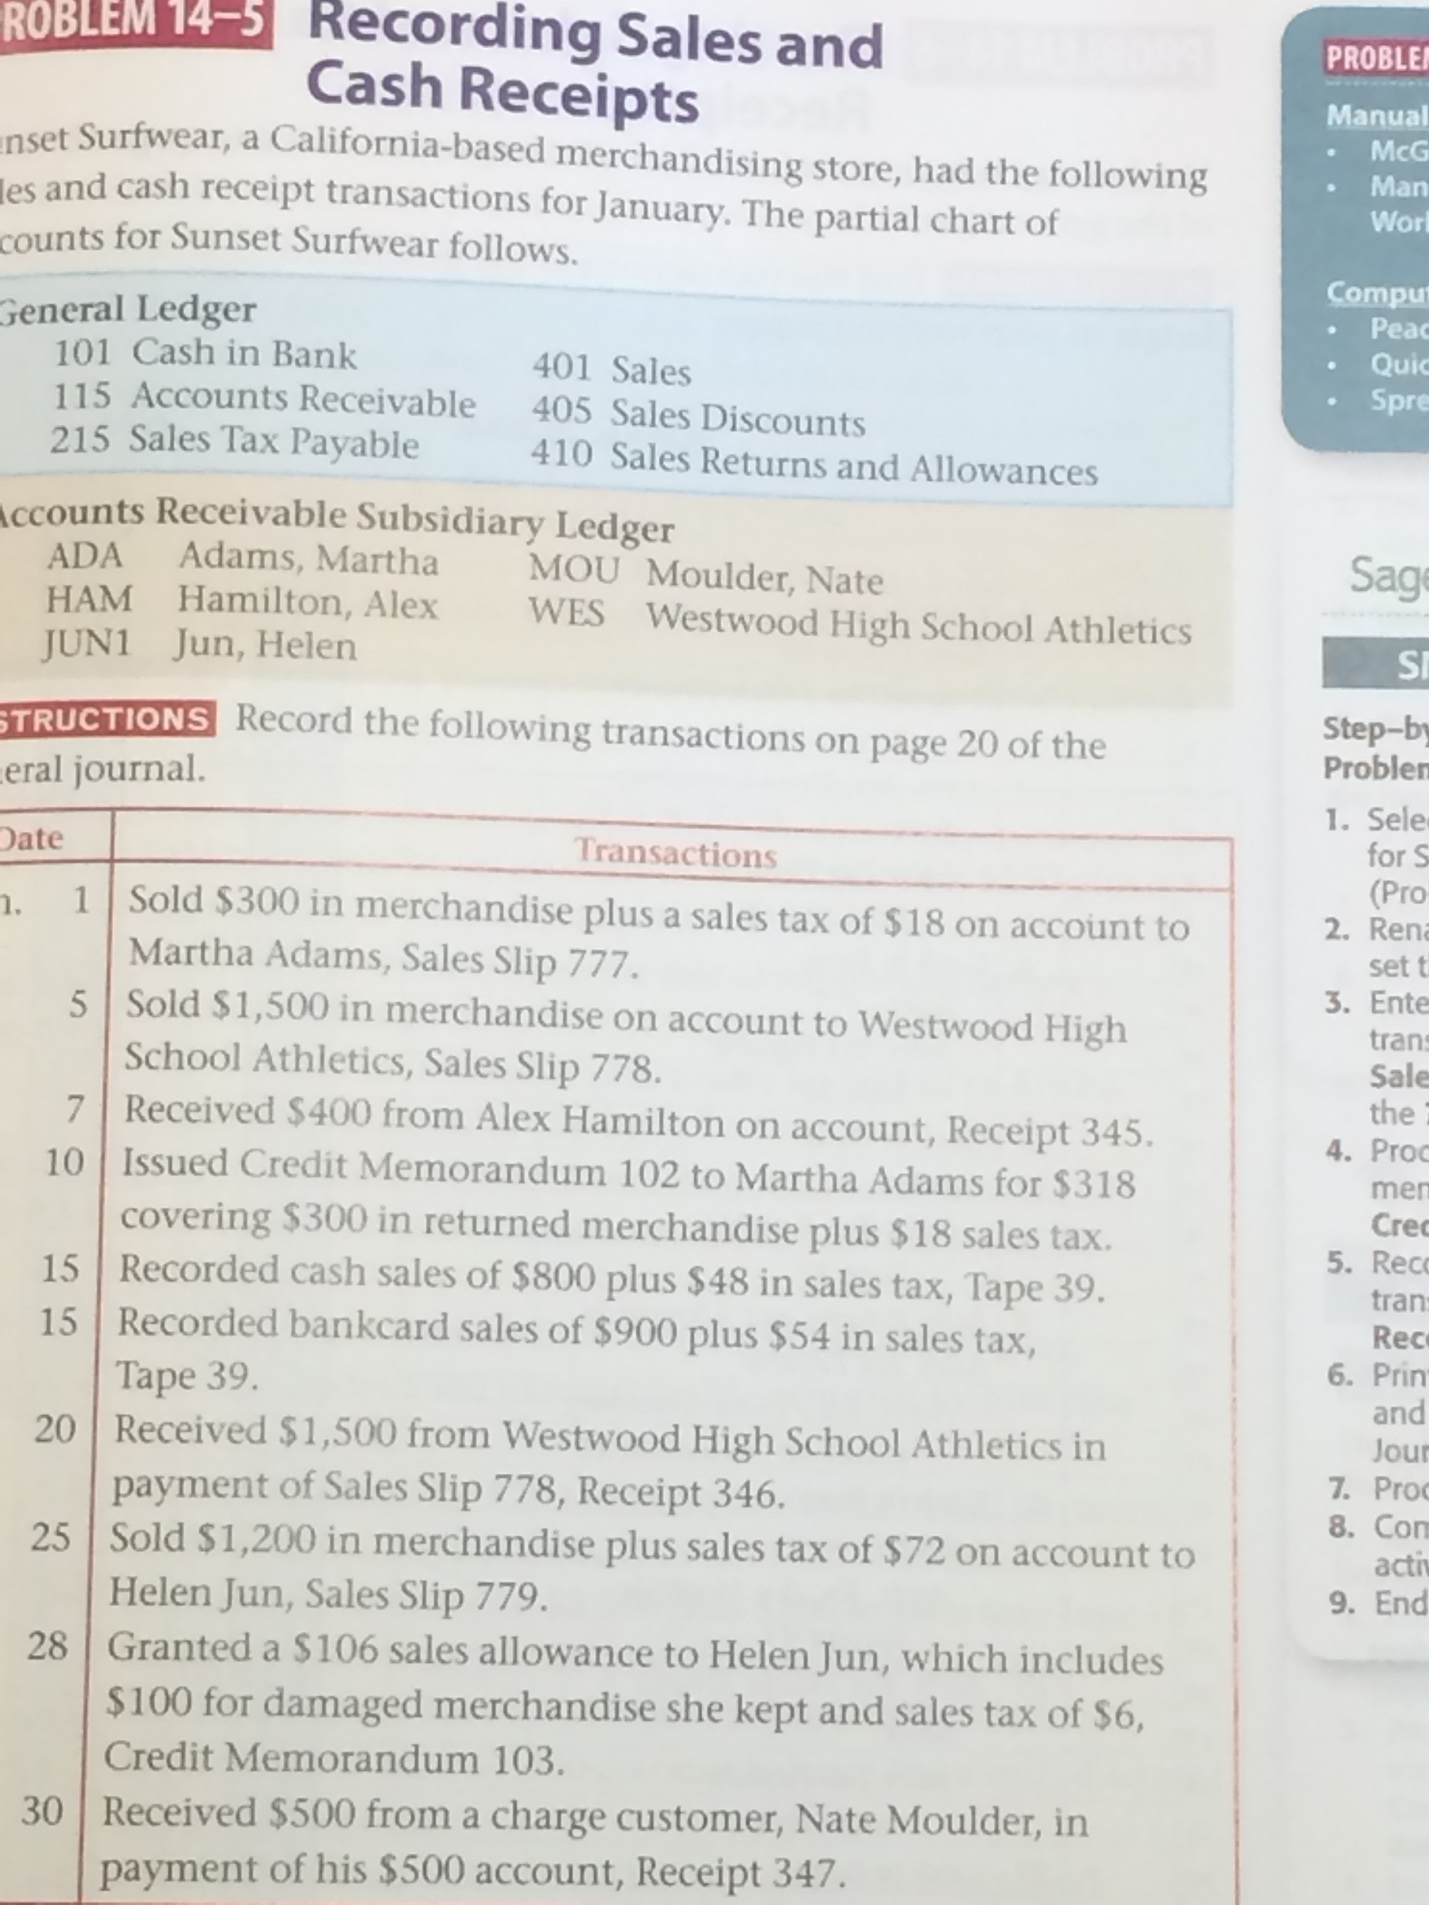 ROBLEM 14–5 Recording Sales and
Cash Receipts
nset Surfwear, a California-based merchandising store, had the following
les and cash receipt transactions for January. The partial chart of
counts for Sunset Surfwear follows.
General Ledger
101 Cash in Bank 401 Sales
115 Accounts Receivable 405 Sales Discounts
215 Sales Tax Payable 410 Sales Returns and Allowances
Accounts Receivable Subsidiary Ledger
ADA Adams, Martha MOU Moulder, Nate
HAM Hamilton, Alex WES Westwood High School Athletics
JUN1 Jun, Helen
STRUCTIONS Record the following transactions on page 20 of the
eral journal.
Date Transactions
n. 1 Sold $300 in merchandise plus a sales tax of $18 on account to
Martha Adams, Sales Slip 777.
5 Sold $1,500 in merchandise on account to Westwood High
School Athletics, Sales Slip 778.
7 Received $400 from Alex Hamilton on account, Receipt 345.
10 Issued Credit Memorandum 102 to Martha Adams for $318
covering $300 in returned merchandise plus $18 sales tax.
15 Recorded cash sales of $800 plus $48 in sales tax, Tape 39.
15 Recorded bankcard sales of $900 plus $54 in sales tax,
Tape 39.
20 Received $1,500 from Westwood High School Athletics in
payment of Sales Slip 778, Receipt 346.
25 Sold $1,200 in merchandise plus sales tax of $72 on account to
Helen Jun, Sales Slip 779.
28 Granted a $106 sales allowance to Helen Jun, which includes
$100 for damaged merchandise she kept and sales tax of $6,
Credit Memorandum 103.
30 Received $500 from a charge customer, Nate Moulder, in
payment of his $500 account, Receipt 347.
PROBLEM
Manual
• McG
• Man
Worl
Comput
• Peac
• Quic
• Spre
Sage
SM
Step–by
Problem
1. Selec
for S
(Pro
2. Rena
set t
3. Ente
trans
Sale
the
4. Proc
mem
Cred
5. Reco
trans
Rece
6. Print
and
Jour
7. Proo
8. Com
activ
9. End